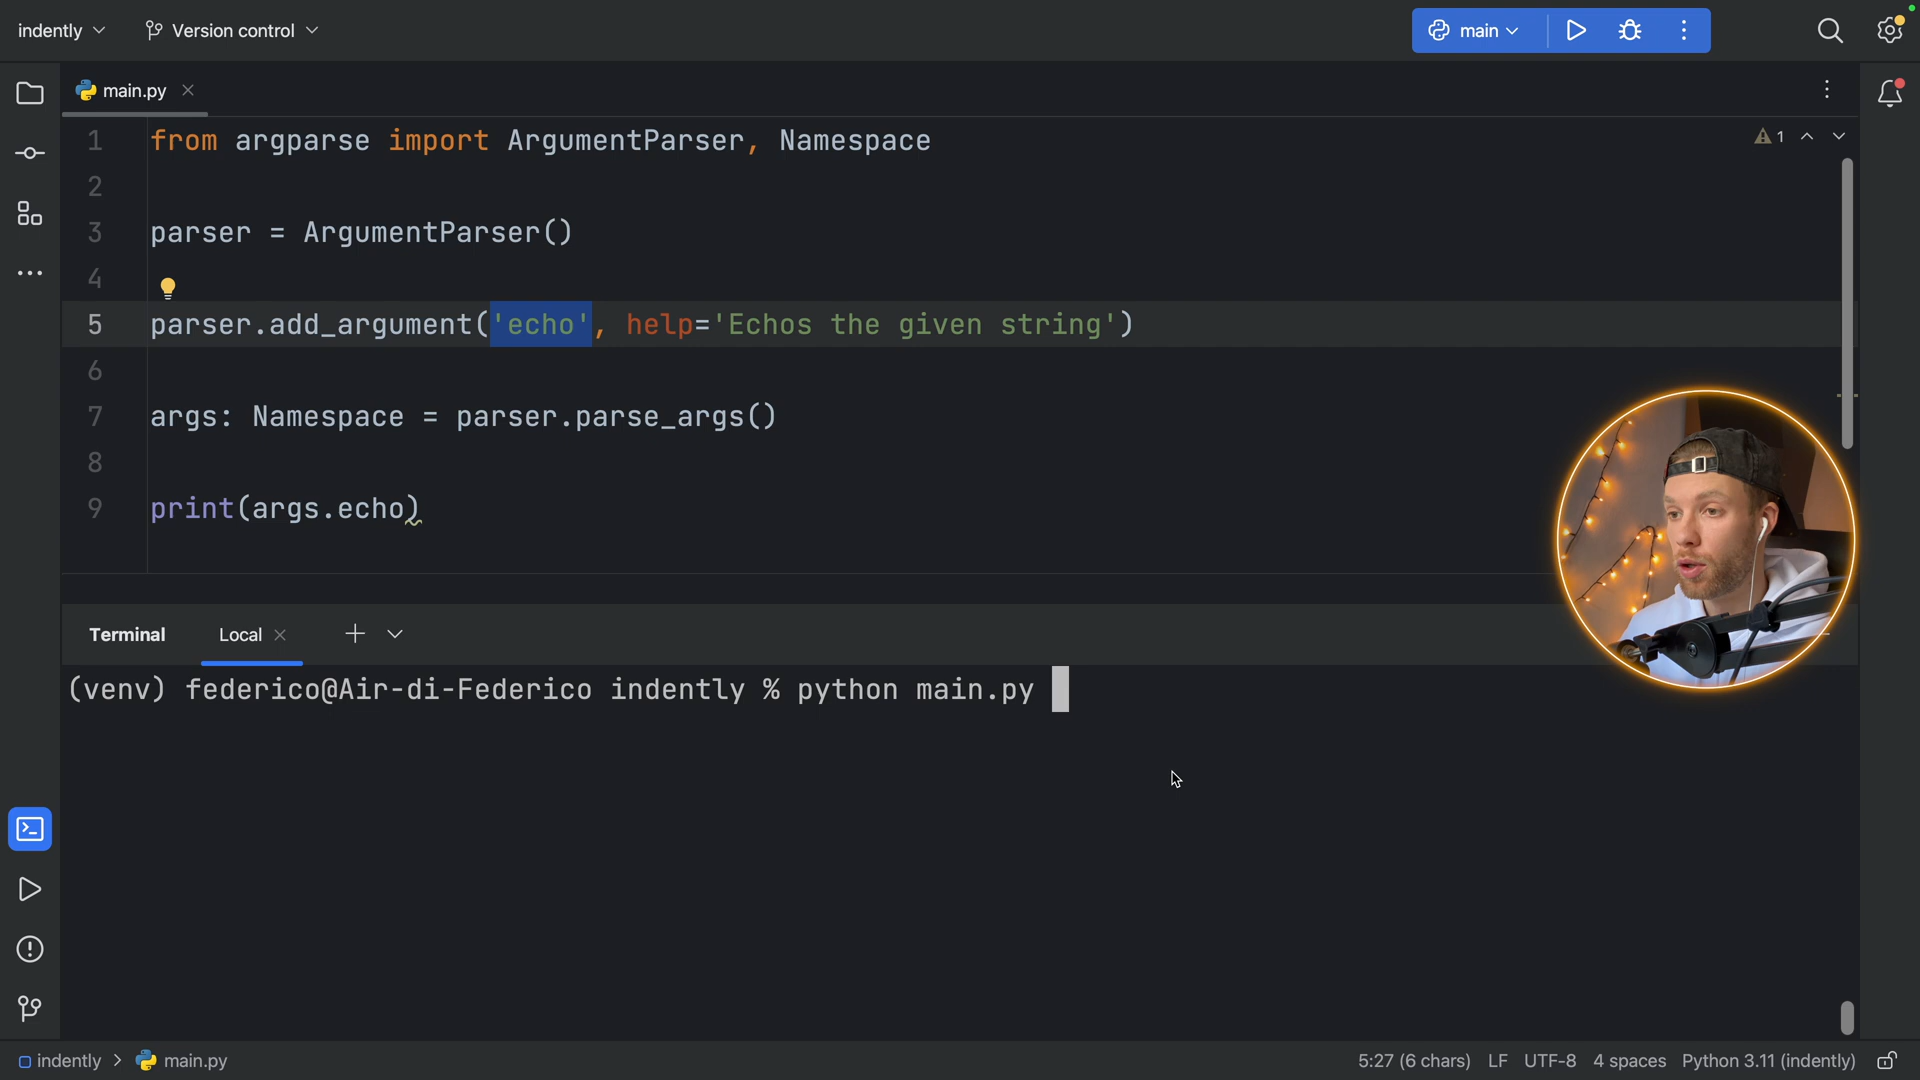 indently
Version control
main
main.py
1
1 from argparse import ArgumentParser, Namespace
2
3 parser = ArgumentParser()
4
5 parser.add_argument('echo', help='Echos the given string')
6
7 args: Namespace = parser.parse_args()
8
9 print(args.echo)
Terminal
Local
(venv) federico@Air-di-Federico indently % python main.py
indently > main.py
5:27 (6 chars) LF UTF-8 4 spaces Python 3.11 (indently)